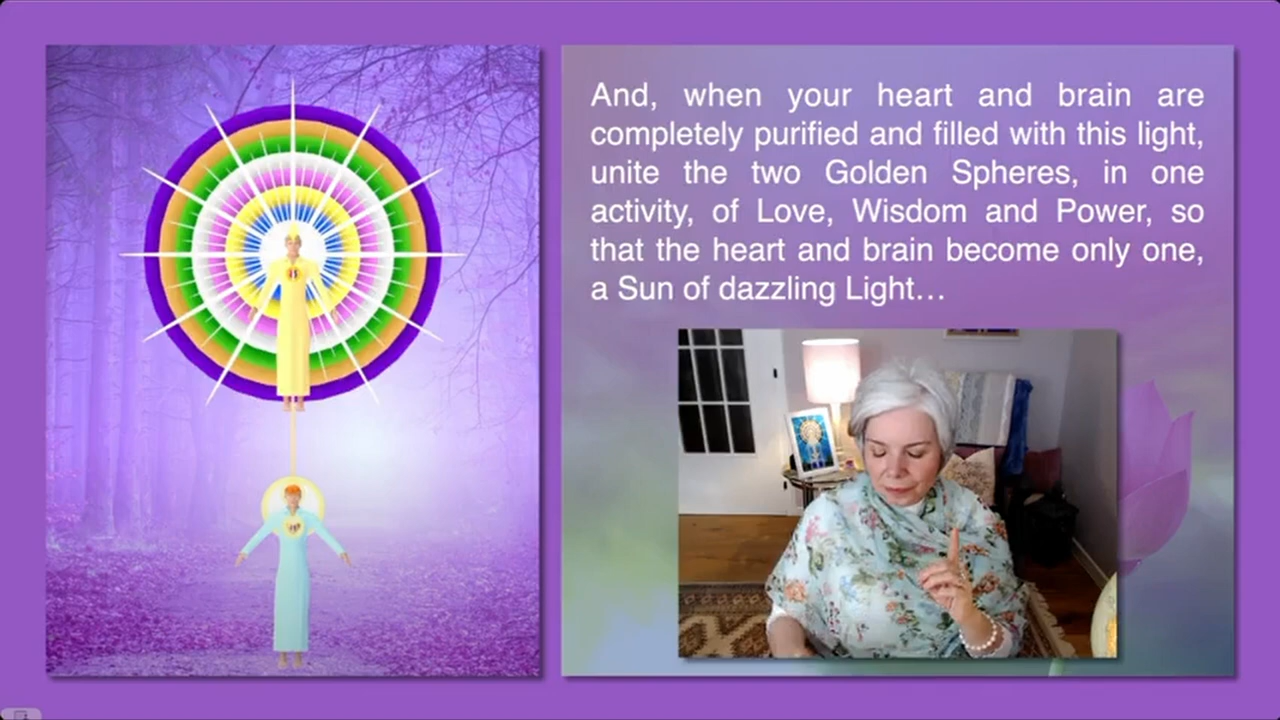 And, when your heart and brain are
completely purified and filled with this light,
unite the two Golden Spheres, in one
activity, of Love, Wisdom and Power, so
that the heart and brain become only one,
a Sun of dazzling Light…